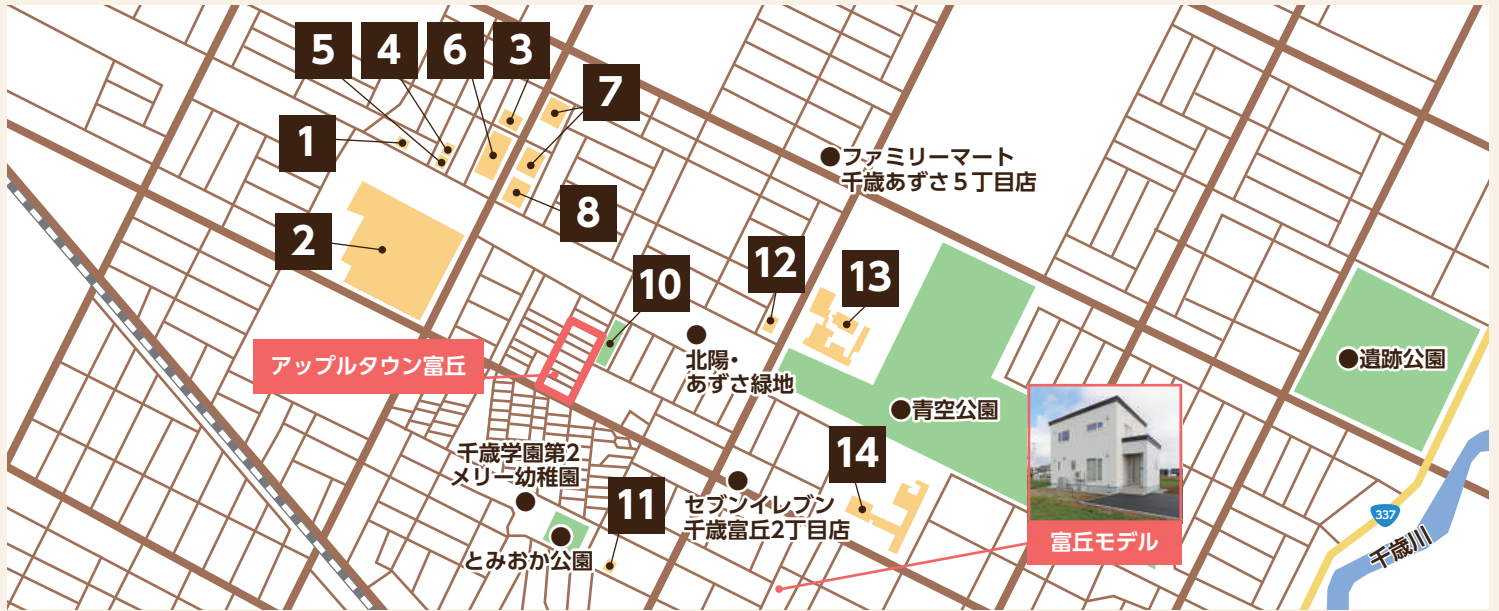 5
4
6
3
7
1
8
2
ファミリーマート
千歳あずさ5丁目店
10
12
13
アップルタウン富丘
北陽・
あずさ緑地
遺跡公園
青空公園
千歳学園第2
メリー幼稚園
14
11
セブンイレブン
千歳富丘2丁目店
とみおか公園
富丘モデル
337
千歳川